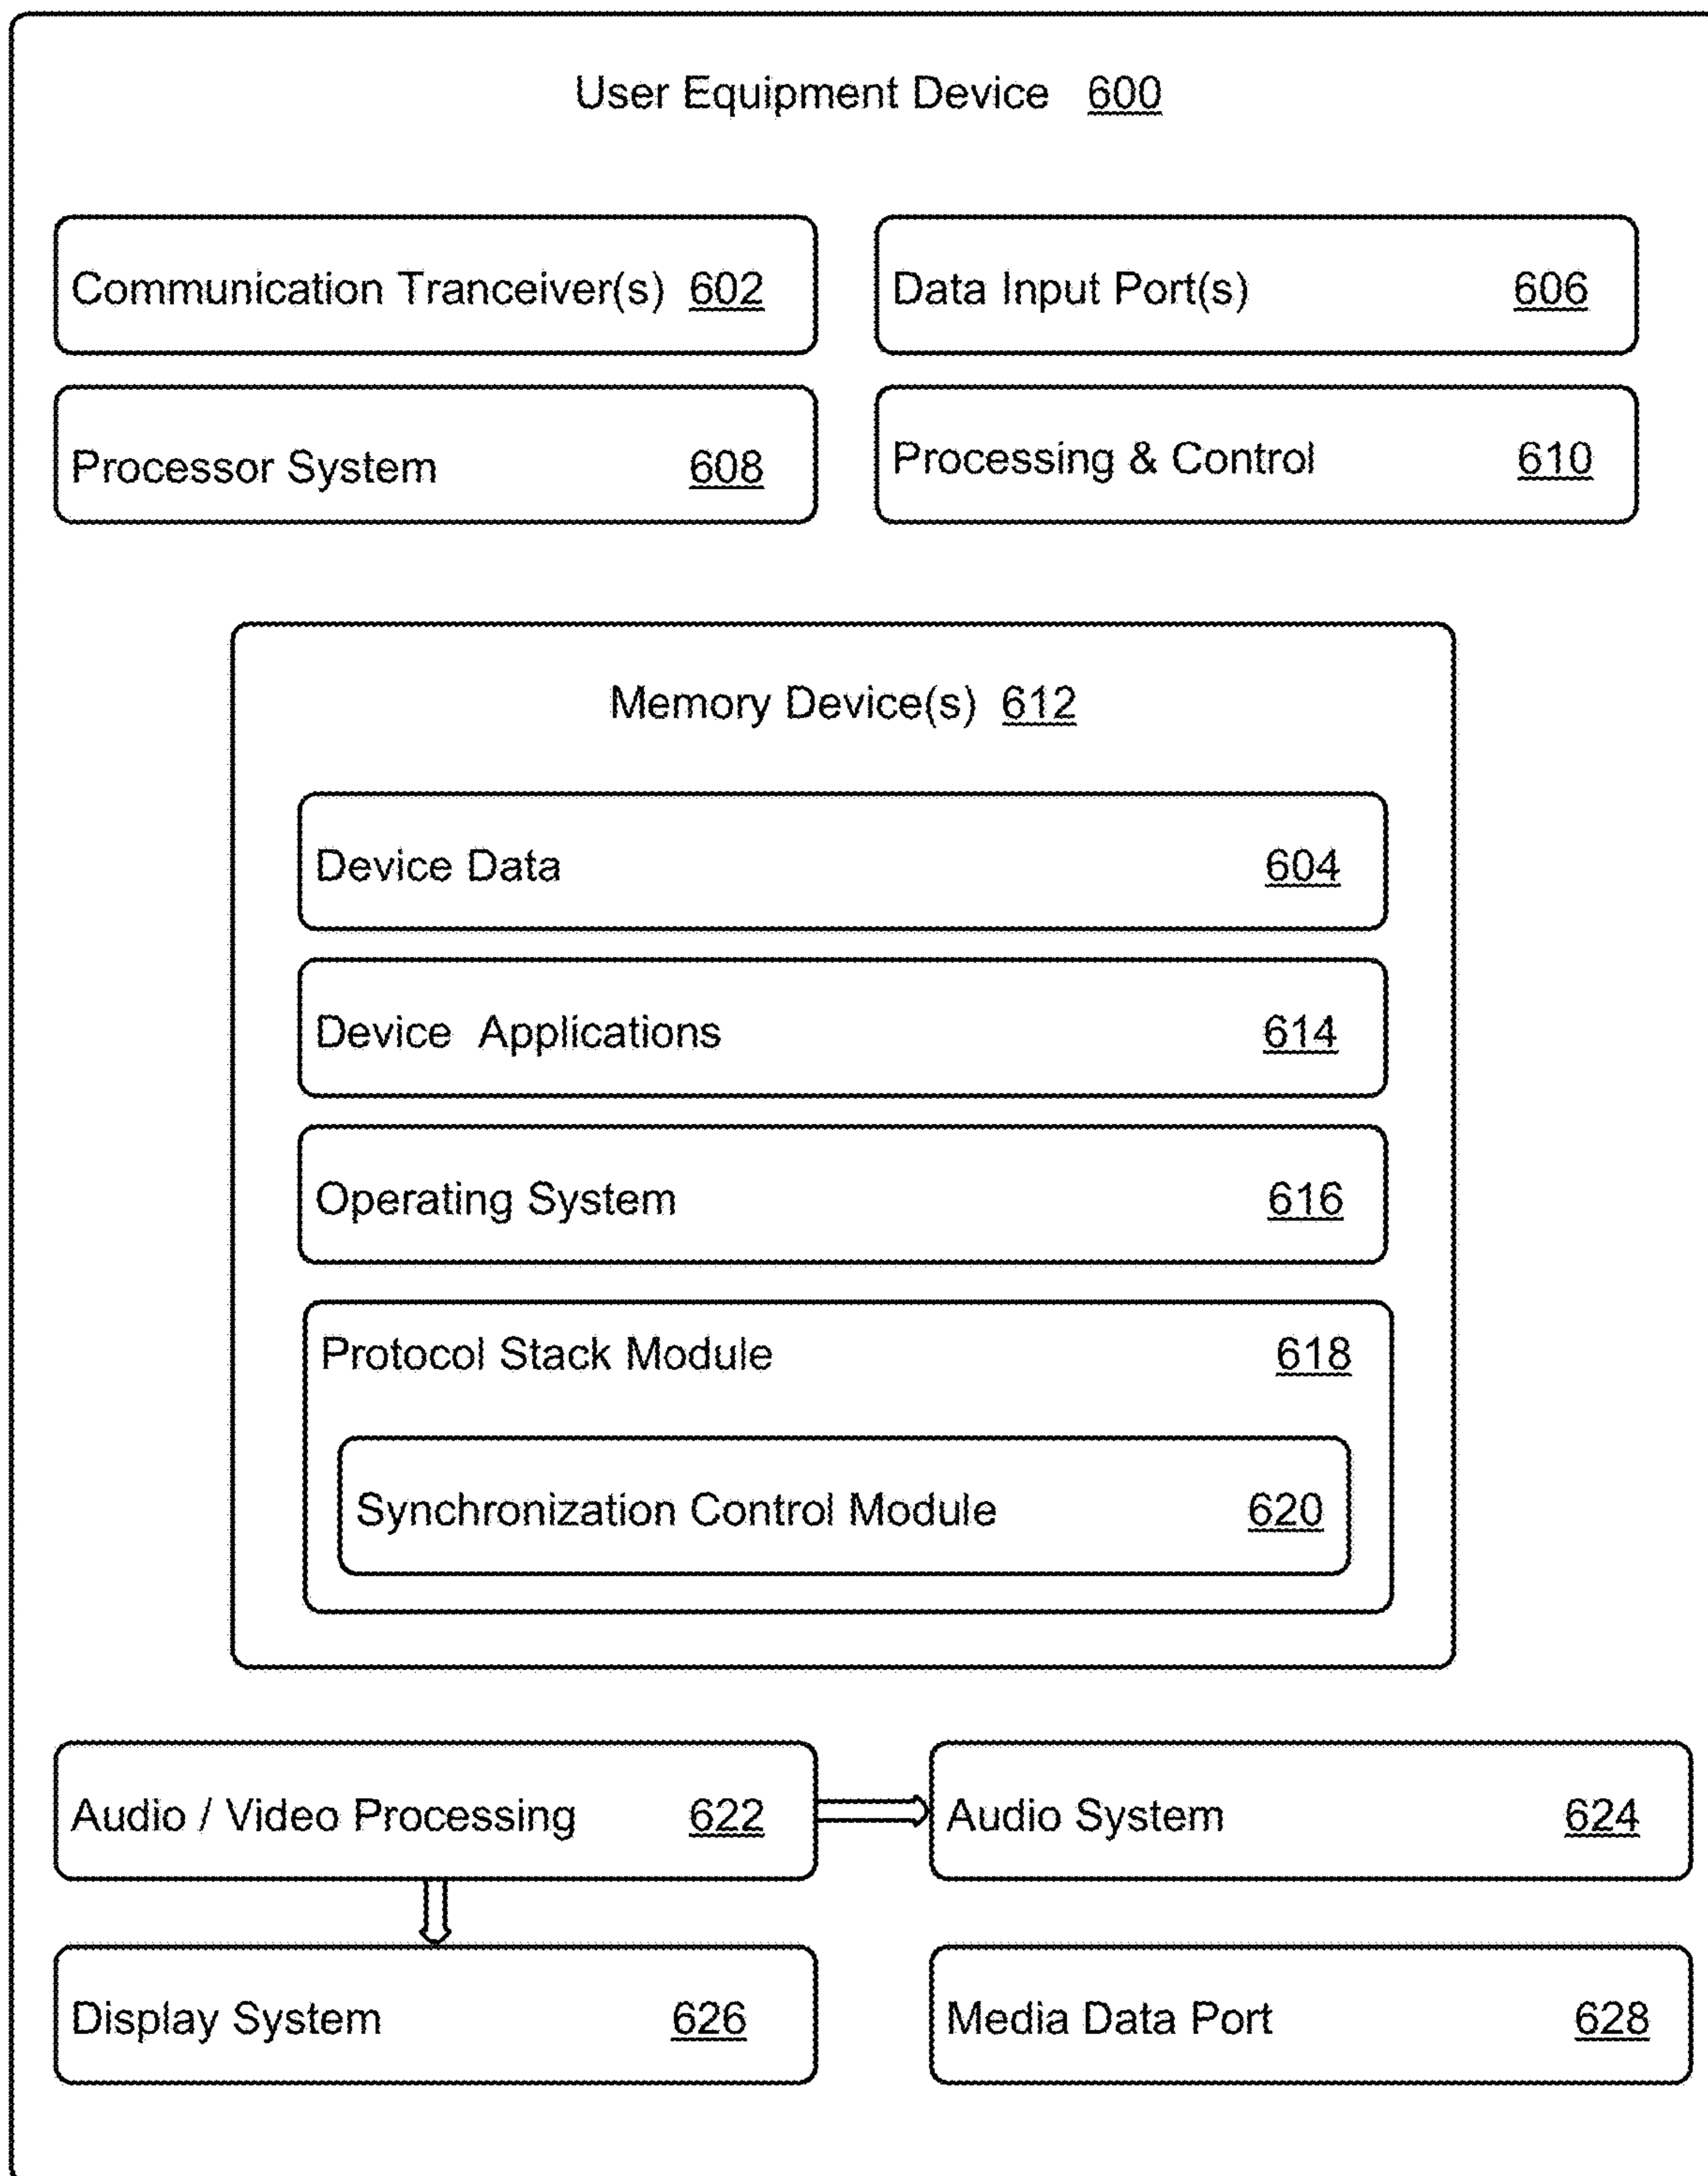 User Equipment Device 600
Communication Tranceiver(s) 602
Data Input Port(s) 606
Processor System 608
Processing & Control 610
Memory Device(s) 612
Device Data 604
Device Applications 614
Operating System 616
Protocol Stack Module 618
Synchronization Control Module 620
Audio / Video Processing 622
Audio System 624
Display System 626
Media Data Port 628